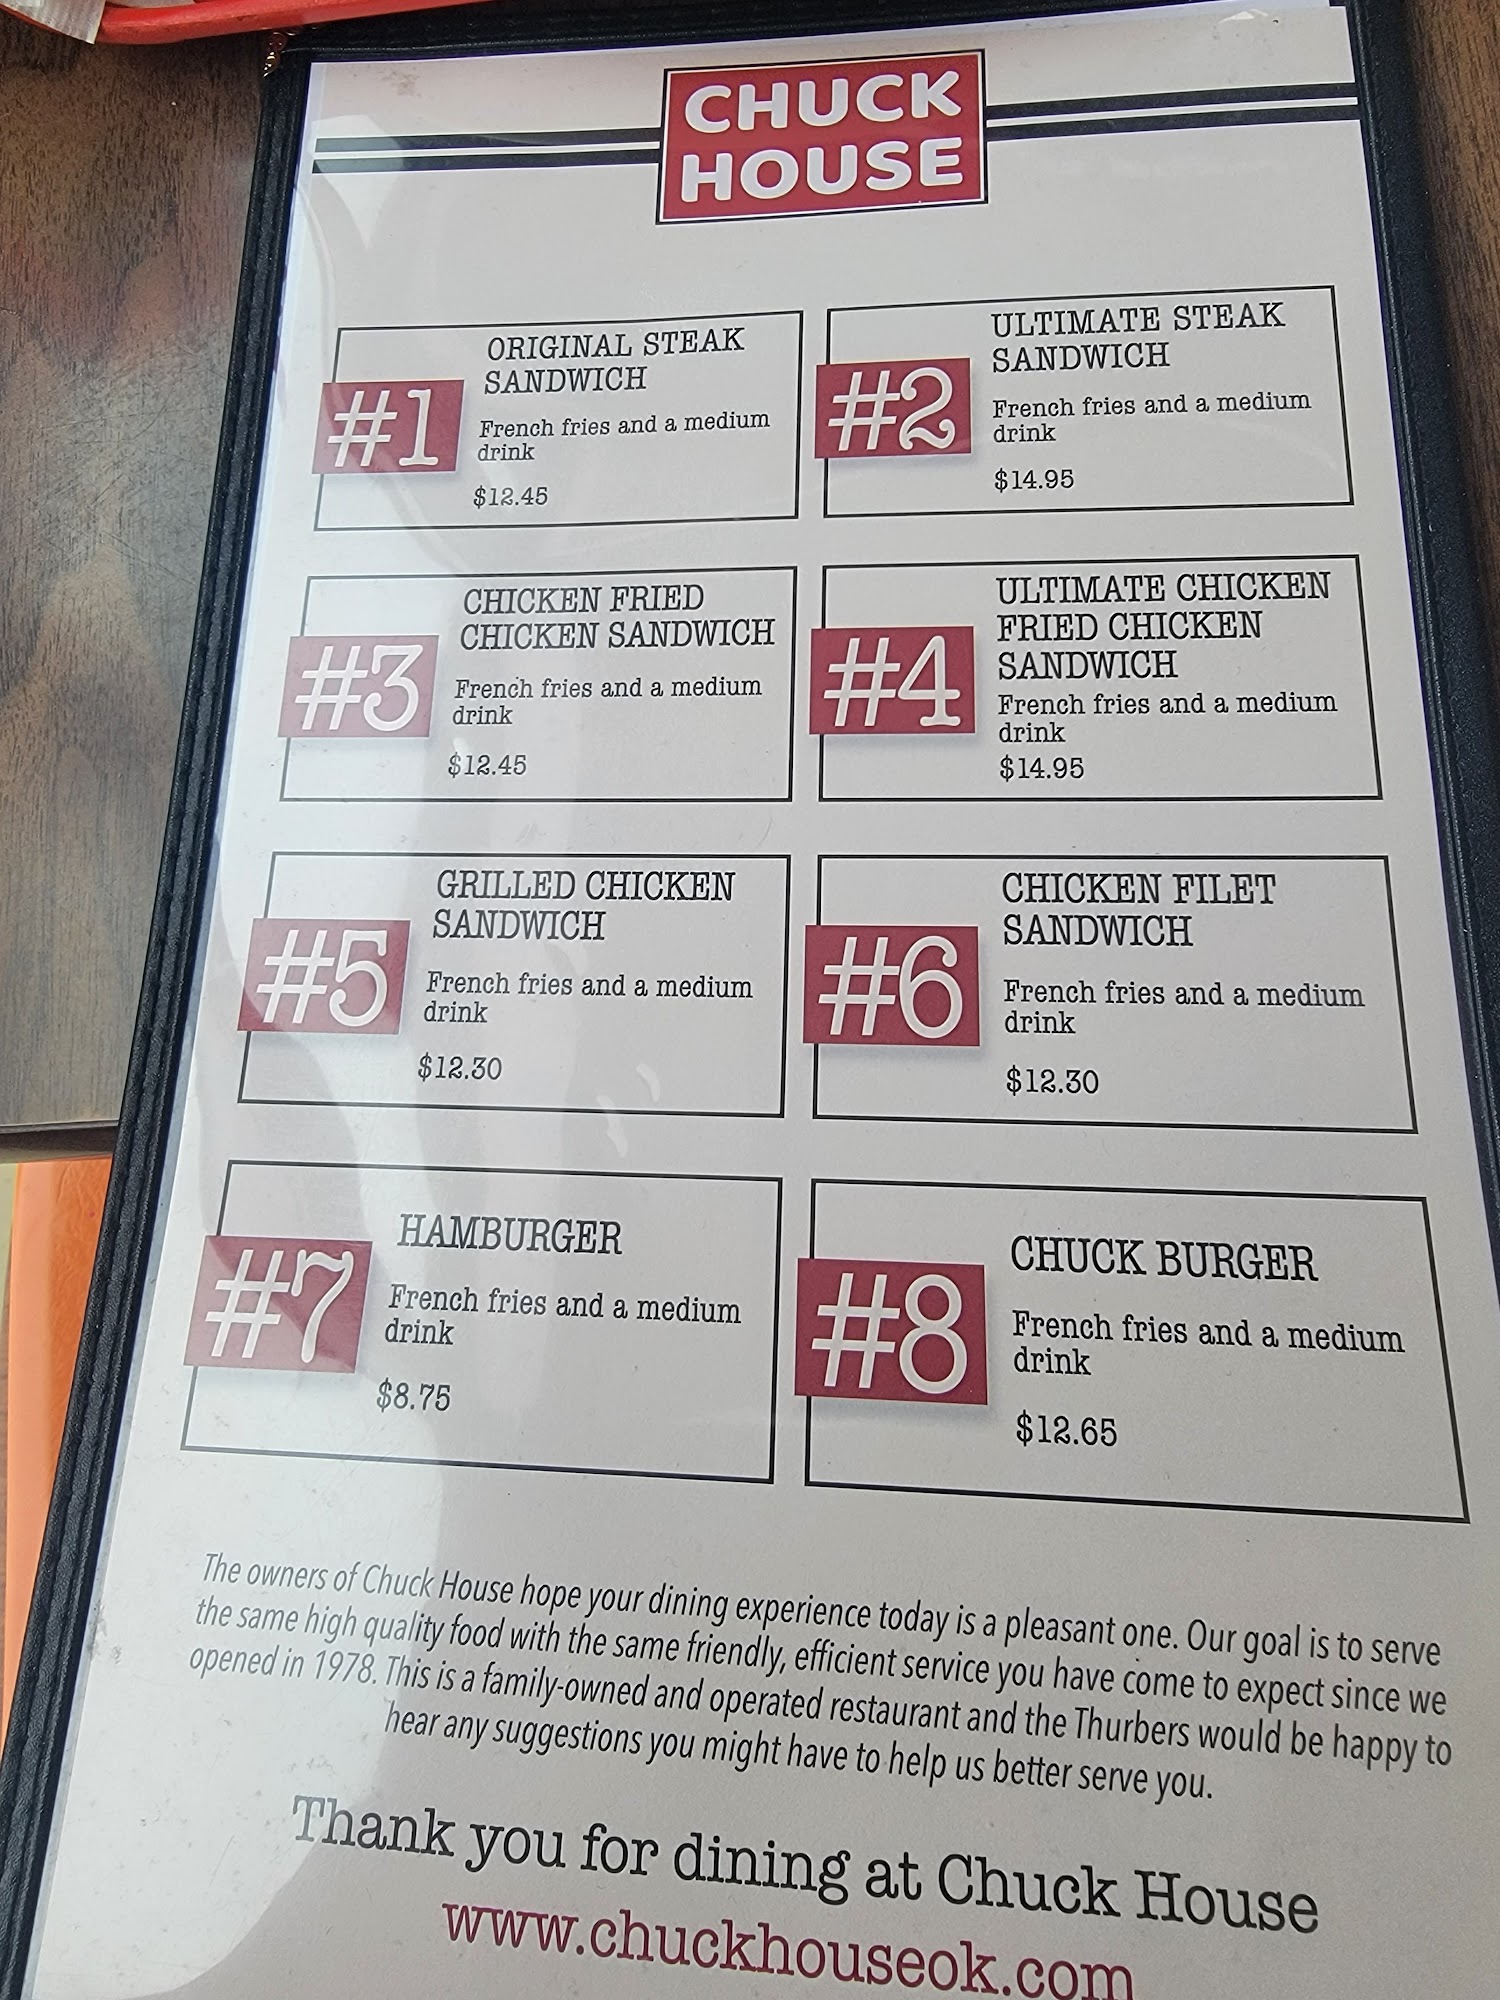 CHUCK
HOUSE
#1
ORIGINAL STEAK
SANDWICH
French fries and a medium
drink
$12.45
#2
ULTIMATE STEAK
SANDWICH
French fries and a medium
drink
$14.95
#3
CHICKEN FRIED
CHICKEN SANDWICH
French fries and a medium
drink
$12.45
#4
ULTIMATE CHICKEN
FRIED CHICKEN
SANDWICH
French fries and a medium
drink
$14.95
#5
GRILLED CHICKEN
SANDWICH
French fries and a medium
drink
$12.30
#6
CHICKEN FILET
SANDWICH
French fries and a medium
drink
$12.30
#7
HAMBURGER
French fries and a medium
drink
$8.75
#8
CHUCK BURGER
French fries and a medium
drink
$12.65
The owners of Chuck House hope your dining experience today is a pleasant one. Our goal is to serve
the same high quality food with the same friendly, efficient service you have come to expect since we
opened in 1978. This is a family-owned and operated restaurant and the Thurbers would be happy to
hear any suggestions you might have to help us better serve you.
Thank you for dining at Chuck House
www.chuckhouseok.com